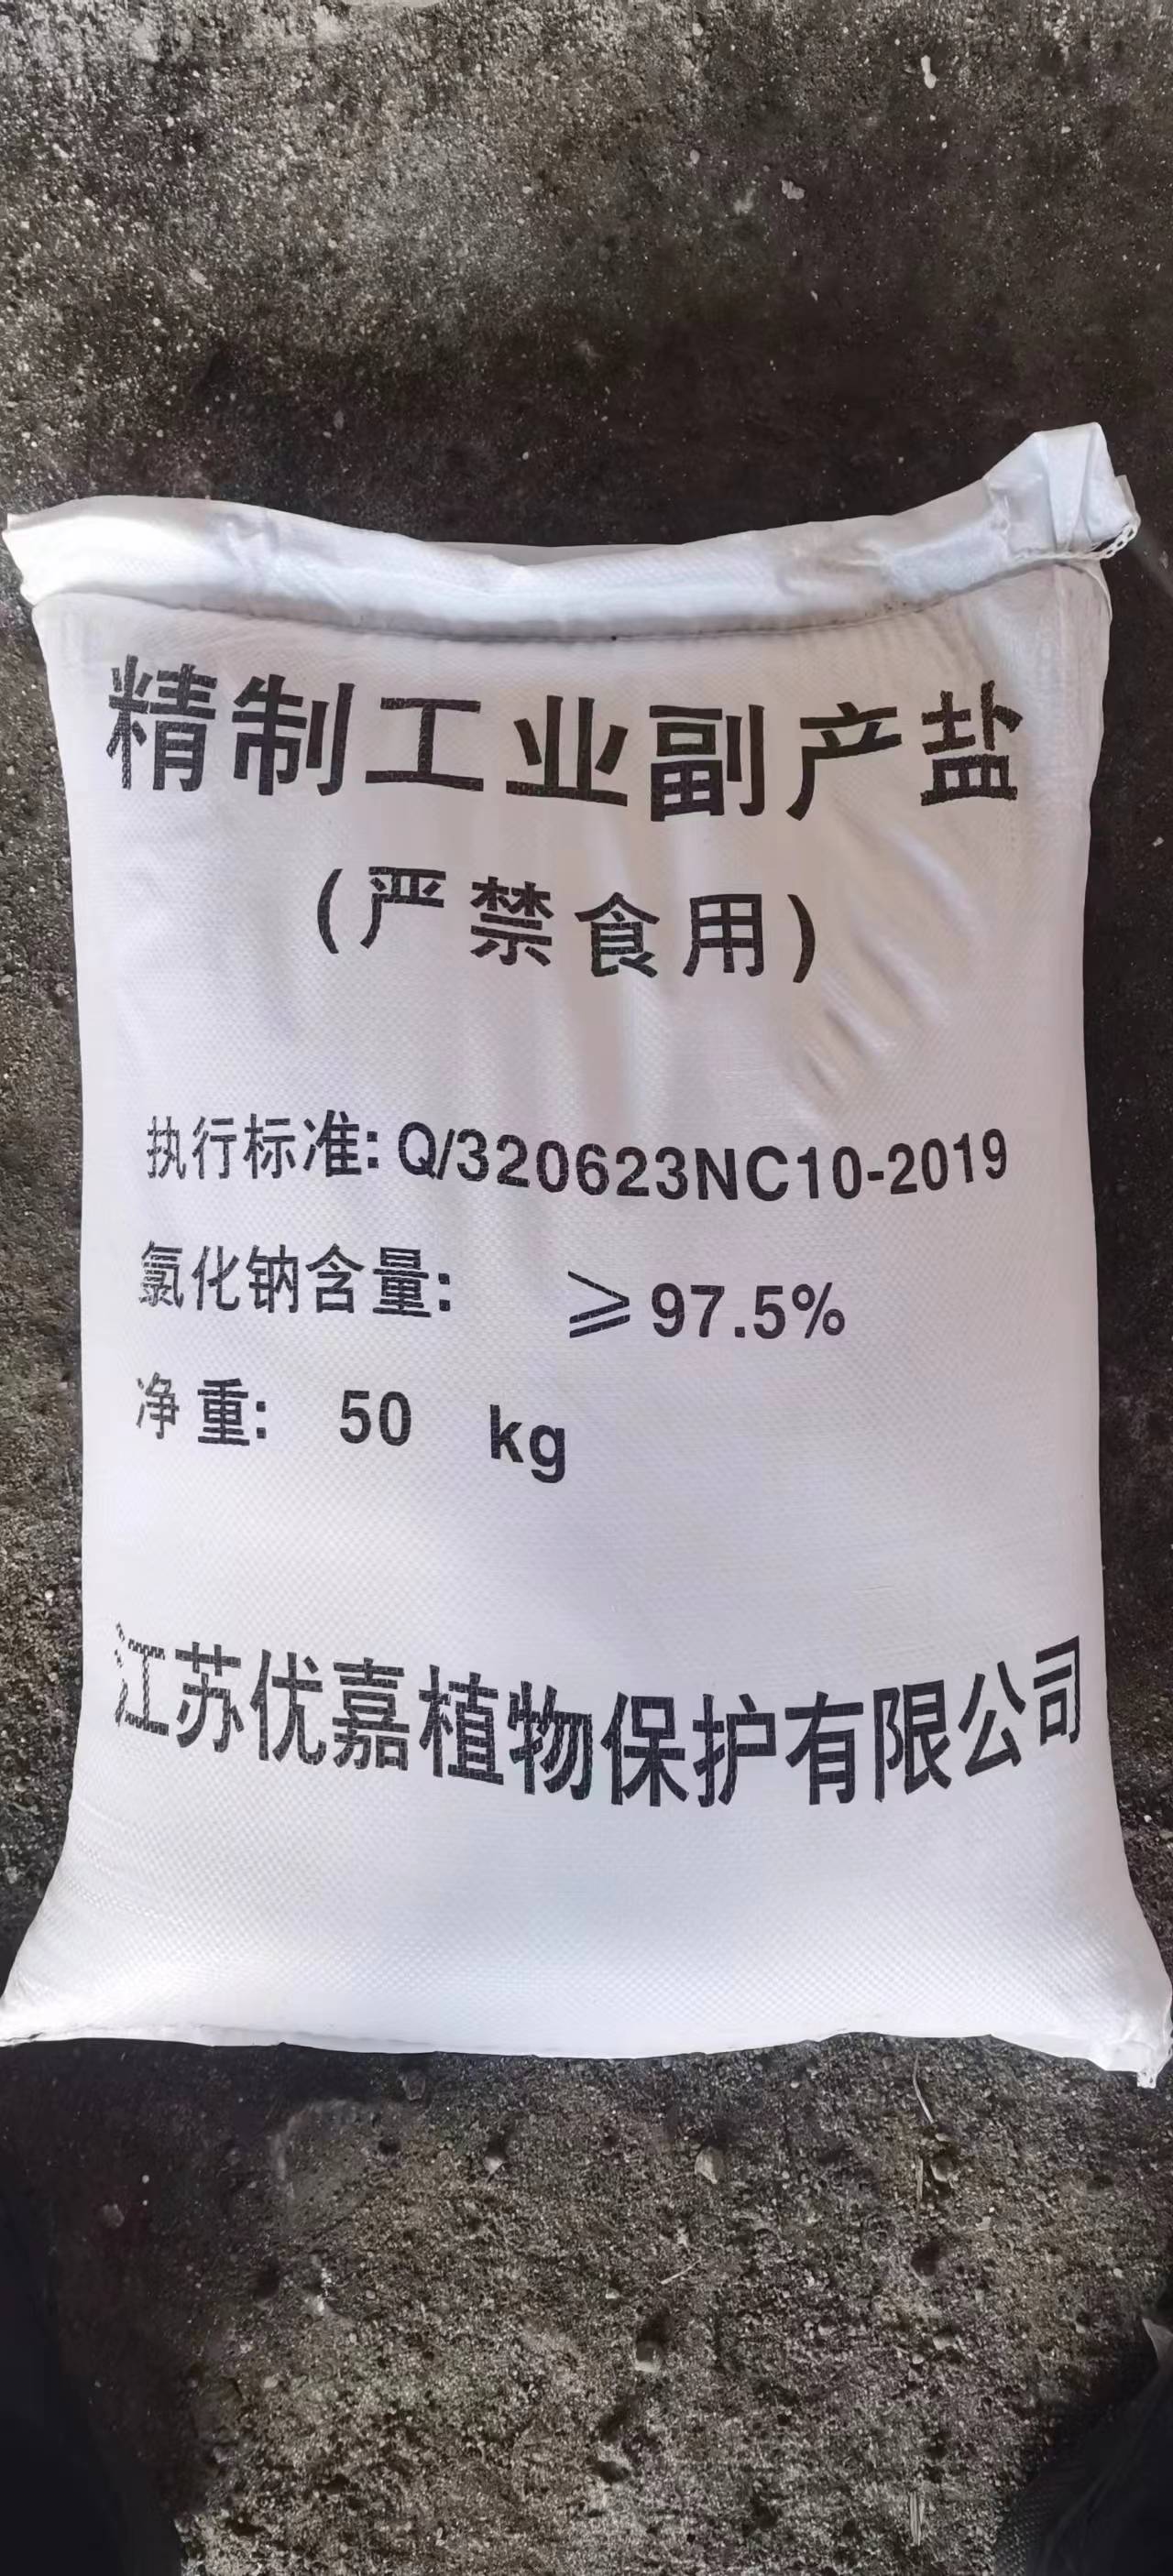 精制工业副产盐
(严禁食用)
执行标准:Q/320623NC10-2019
氯化钠含量: ≥97.5%
净重: 50 kg
江苏优嘉植物保护有限公司